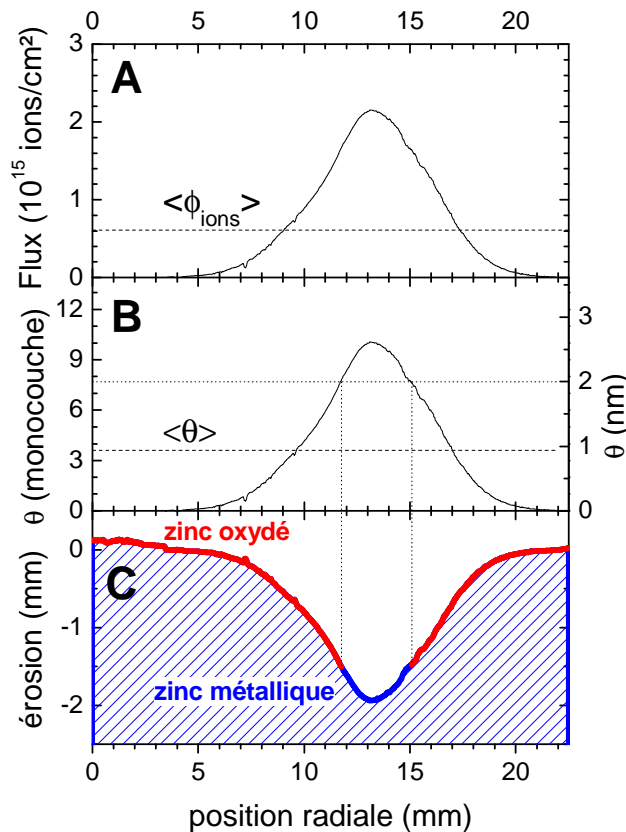 0 5 10 15 20
3
A
2
<ϕions>
1
0
Flux (10¹⁵ ions/cm²)
12
B
3
9
2
6
<θ>
1
3
0
0
θ (monocouche)
θ (nm)
zinc oxydé
0
C
-1
zinc métallique
-2
érosion (mm)
0 5 10 15 20
position radiale (mm)